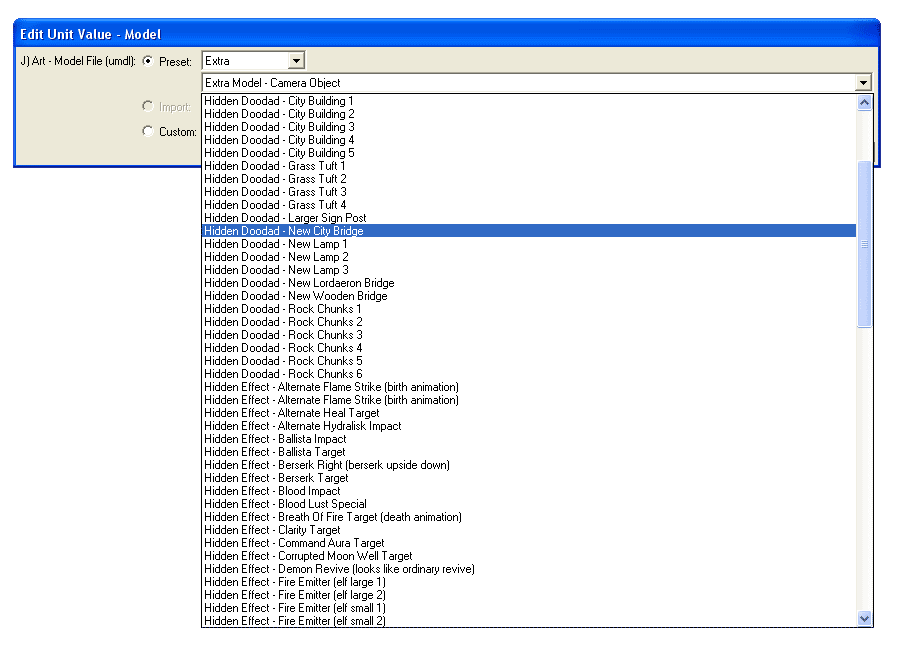 Edit Unit Value - Model
J) Art - Model File (umdl): Preset: Extra
Extra Model - Camera Object
Import:
Custom:
Hidden Doodad - City Building 1
Hidden Doodad - City Building 2
Hidden Doodad - City Building 3
Hidden Doodad - City Building 4
Hidden Doodad - City Building 5
Hidden Doodad - Grass Tuft 1
Hidden Doodad - Grass Tuft 2
Hidden Doodad - Grass Tuft 3
Hidden Doodad - Grass Tuft 4
Hidden Doodad - Larger Sign Post
Hidden Doodad - New City Bridge
Hidden Doodad - New Lamp 1
Hidden Doodad - New Lamp 2
Hidden Doodad - New Lamp 3
Hidden Doodad - New Lordaeron Bridge
Hidden Doodad - New Wooden Bridge
Hidden Doodad - Rock Chunks 1
Hidden Doodad - Rock Chunks 2
Hidden Doodad - Rock Chunks 3
Hidden Doodad - Rock Chunks 4
Hidden Doodad - Rock Chunks 5
Hidden Doodad - Rock Chunks 6
Hidden Effect - Alternate Flame Strike (birth animation)
Hidden Effect - Alternate Flame Strike (birth animation)
Hidden Effect - Alternate Heal Target
Hidden Effect - Alternate Hydralisk Impact
Hidden Effect - Ballista Impact
Hidden Effect - Ballista Target
Hidden Effect - Berserk Right (berserk upside down)
Hidden Effect - Berserk Target
Hidden Effect - Blood Impact
Hidden Effect - Blood Lust Special
Hidden Effect - Breath Of Fire Target (death animation)
Hidden Effect - Clarity Target
Hidden Effect - Command Aura Target
Hidden Effect - Corrupted Moon Well Target
Hidden Effect - Demon Revive (looks like ordinary revive)
Hidden Effect - Fire Emitter (elf large 1)
Hidden Effect - Fire Emitter (elf large 2)
Hidden Effect - Fire Emitter (elf small 1)
Hidden Effect - Fire Emitter (elf small 2)